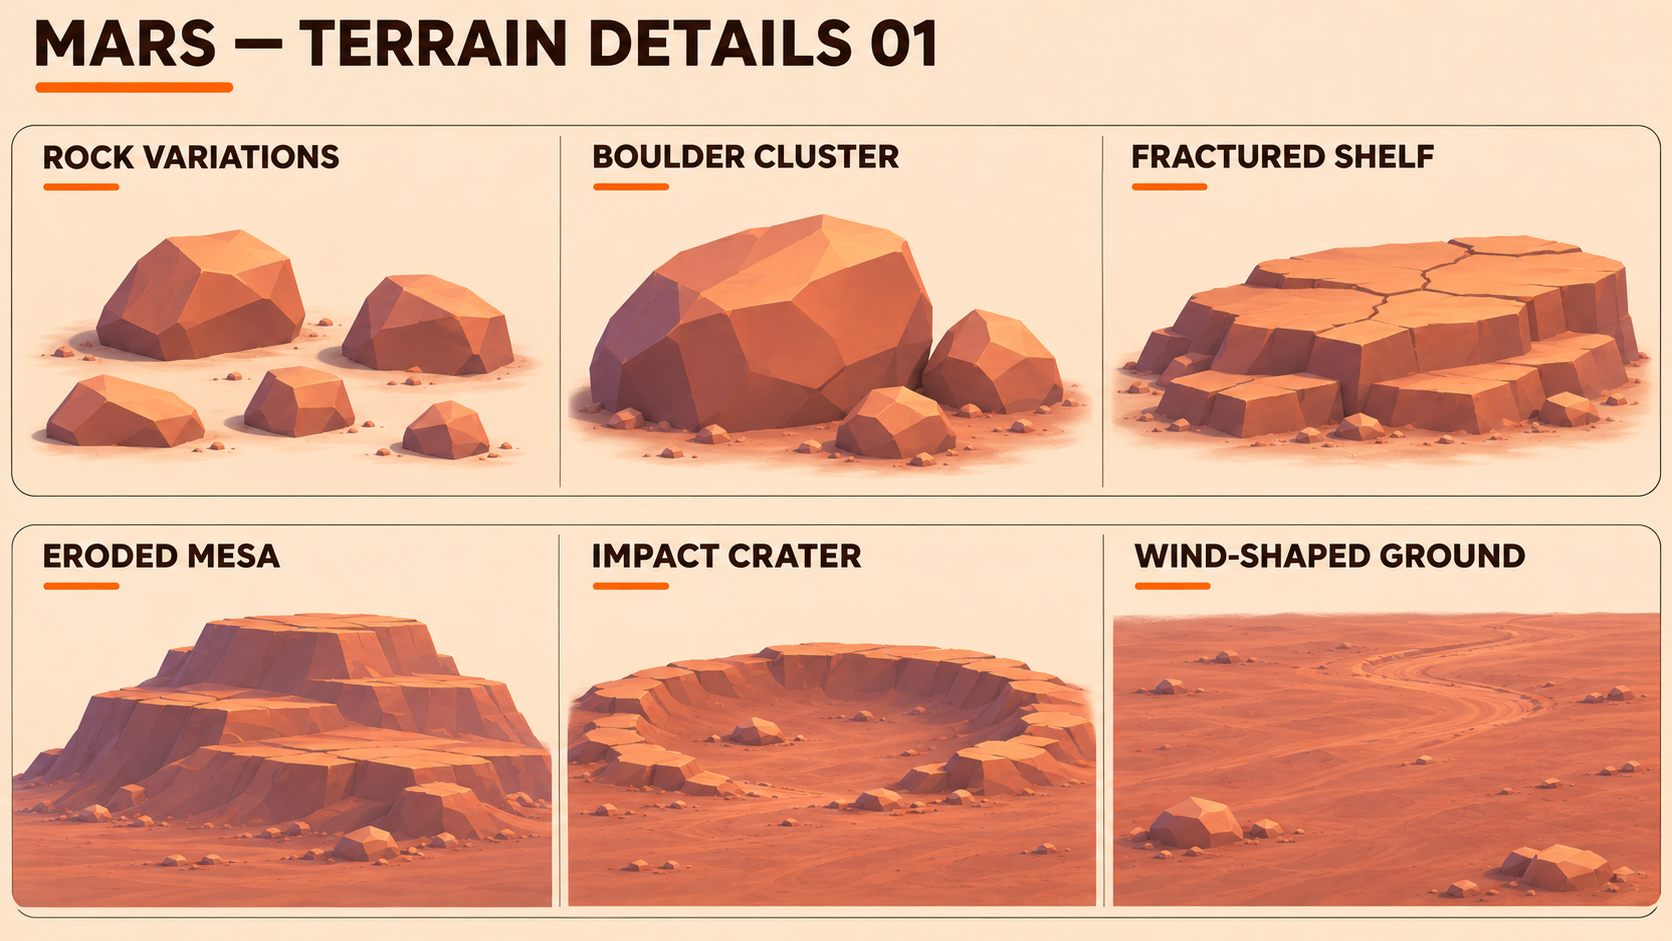 MARS — TERRAIN DETAILS 01
ROCK VARIATIONS
BOULDER CLUSTER
FRACTURED SHELF
ERODED MESA
IMPACT CRATER
WIND-SHAPED GROUND